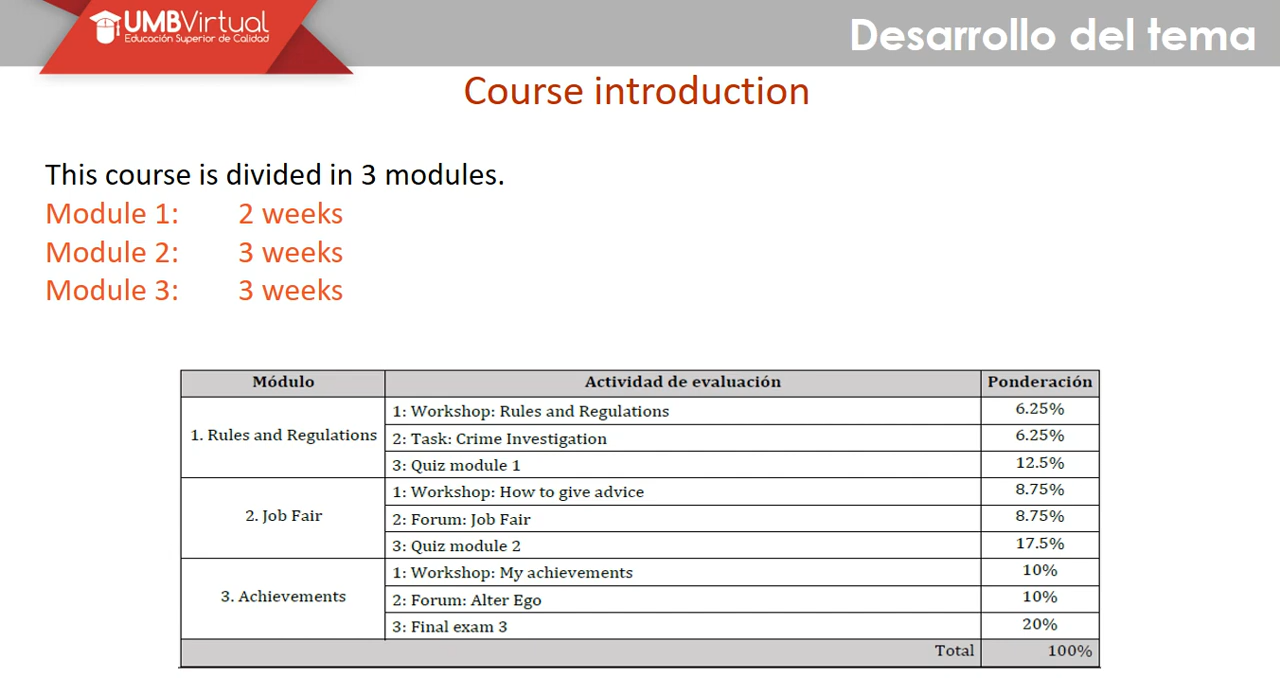 UMBVirtual
Educación Superior de Calidad
Desarrollo del tema
Course introduction
This course is divided in 3 modules.
Module 1: 2 weeks
Module 2: 3 weeks
Module 3: 3 weeks
Módulo Actividad de evaluación Ponderación
1. Rules and Regulations
1: Workshop: Rules and Regulations 6.25%
2: Task: Crime Investigation 6.25%
3: Quiz module 1 12.5%
2. Job Fair
1: Workshop: How to give advice 8.75%
2: Forum: Job Fair 8.75%
3: Quiz module 2 17.5%
3. Achievements
1: Workshop: My achievements 10%
2: Forum: Alter Ego 10%
3: Final exam 3 20%
Total 100%